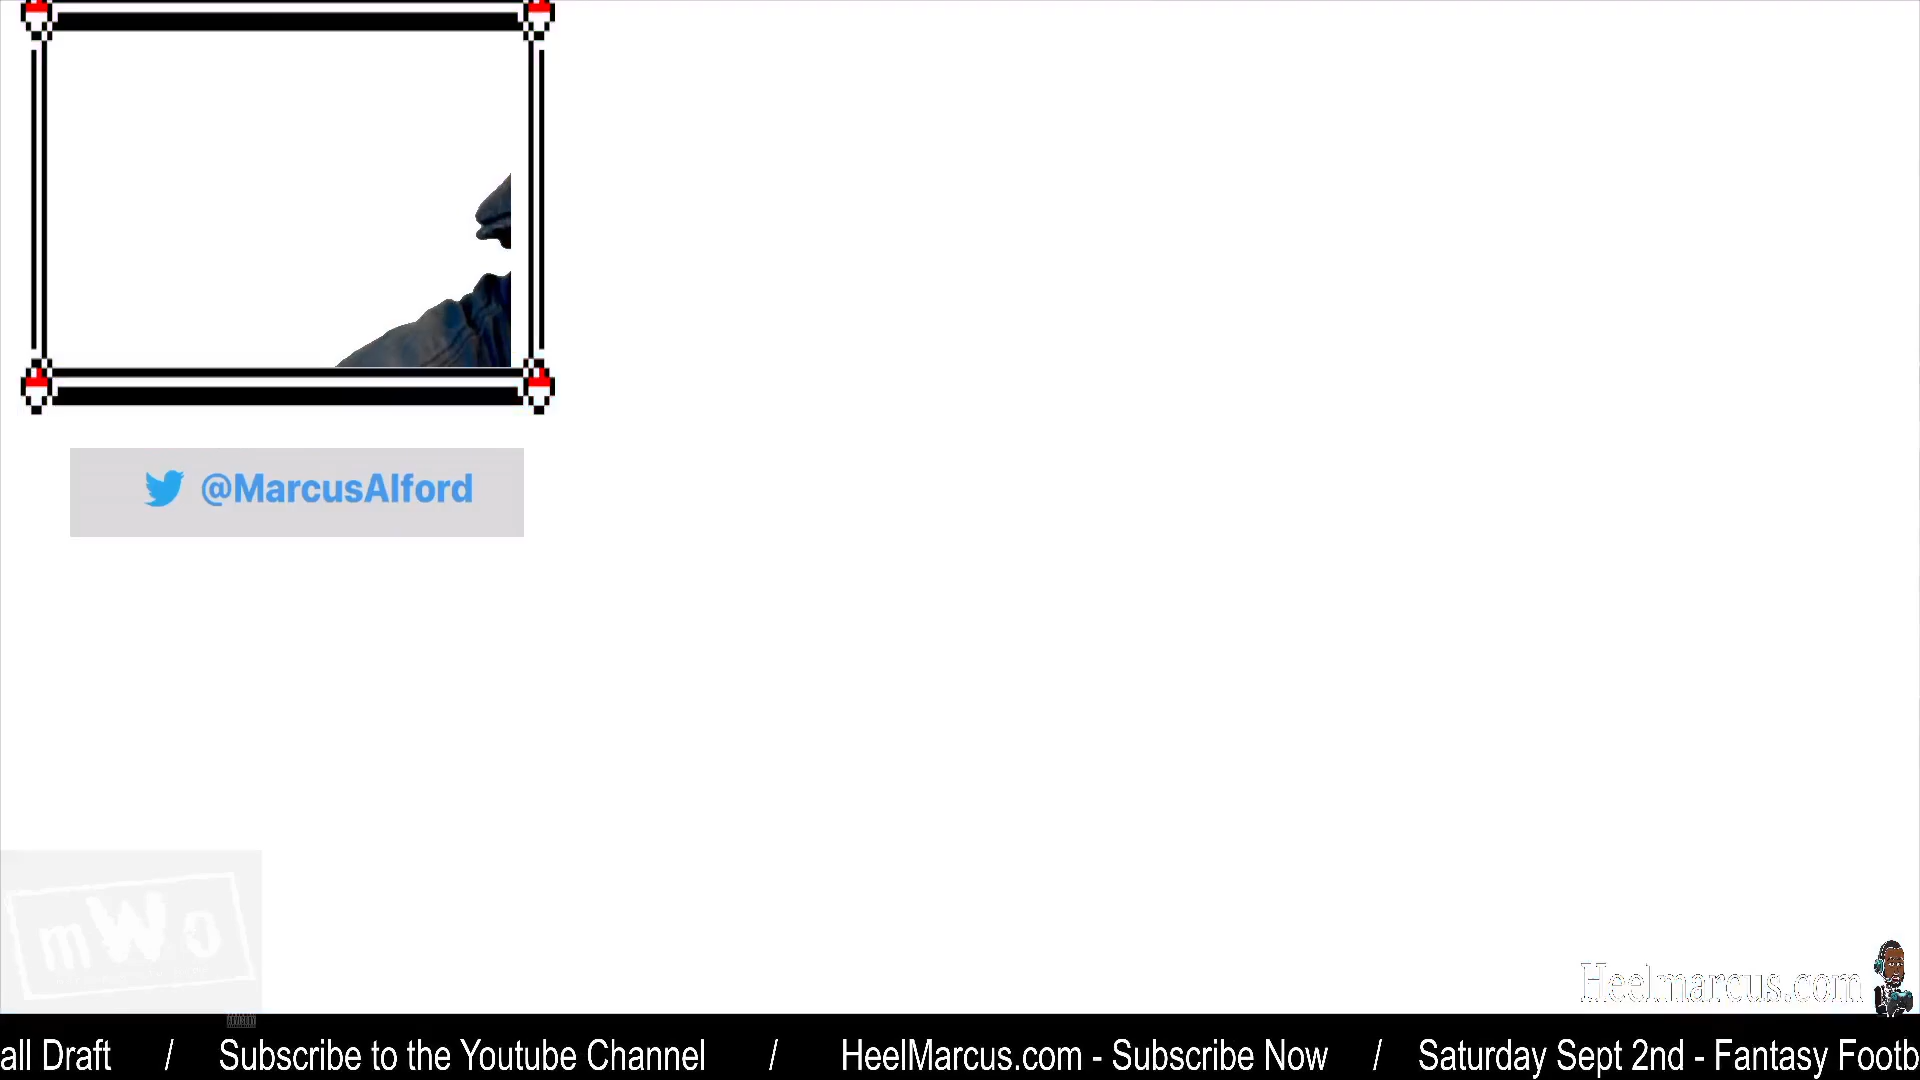 @MarcusAlford
mWo
Heelmarcus.com
all Draft / Subscribe to the Youtube Channel / HeelMarcus.com - Subscribe Now / Saturday Sept 2nd - Fantasy Footb